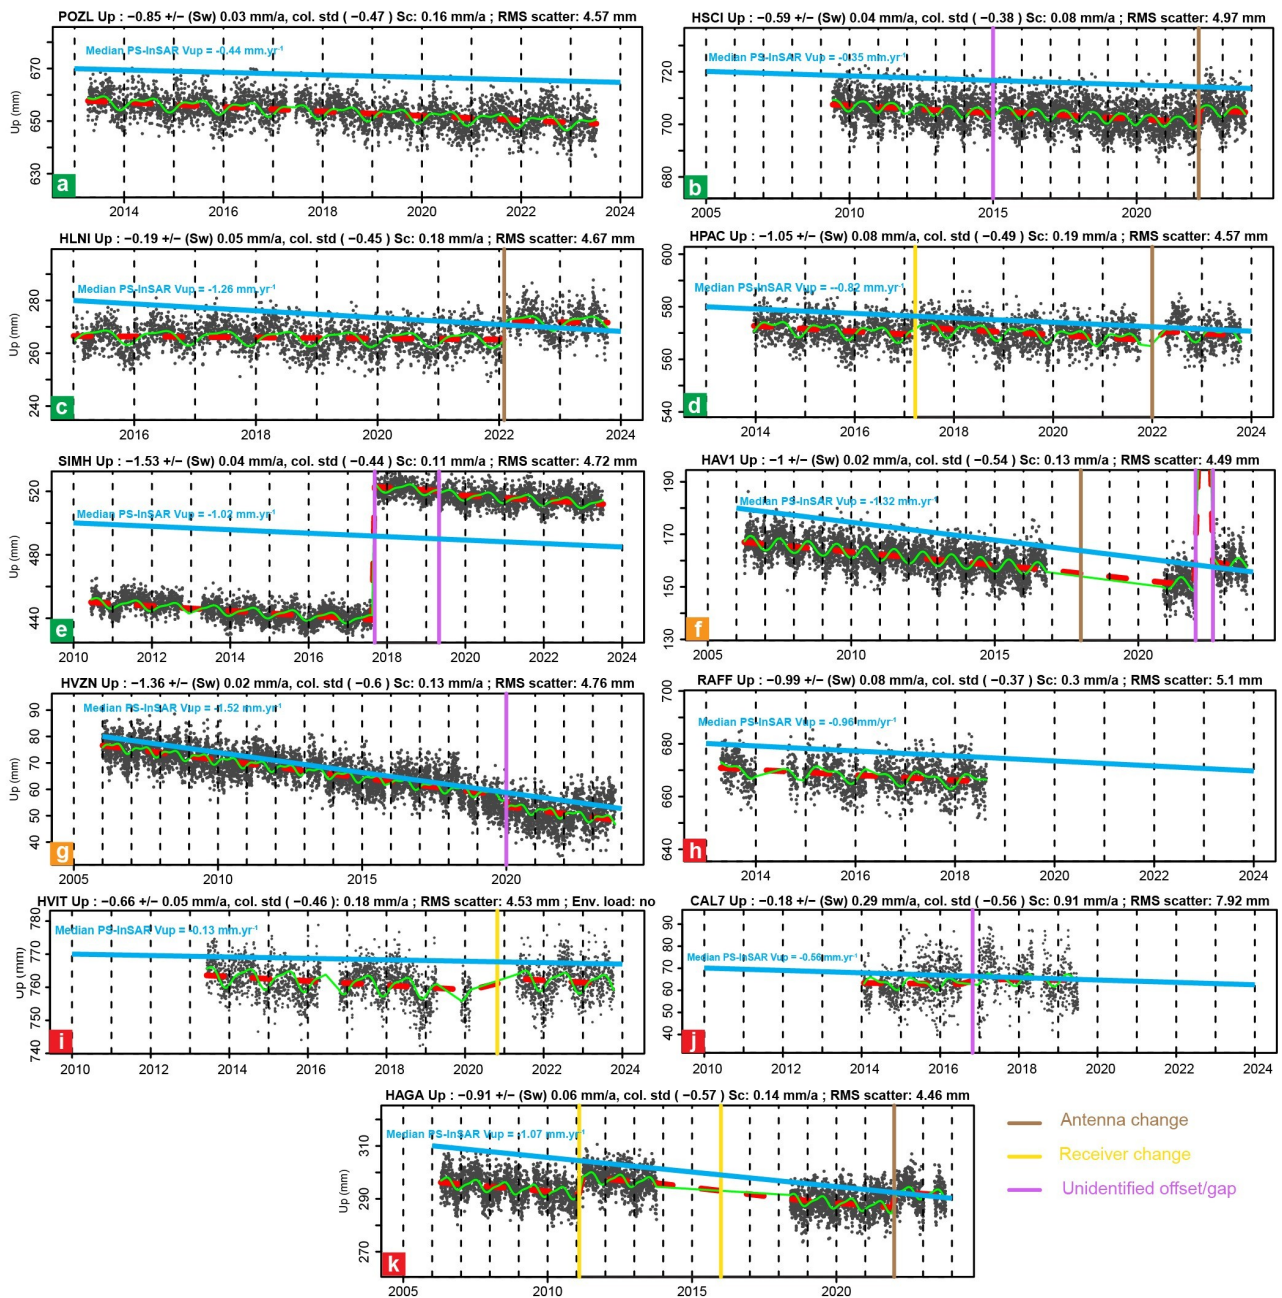 POZL Up : −0.85 +/− (Sw) 0.03 mm/a, col. std ( −0.47 ) Sc: 0.16 mm/a ; RMS scatter: 4.57 mm
Median PS-InSAR Vup = -0.44 mm.yr⁻¹
Up (mm)
670
650
630
a
2014 2016 2018 2020 2022 2024
HSCI Up : −0.59 +/− (Sw) 0.04 mm/a, col. std ( −0.38 ) Sc: 0.08 mm/a ; RMS scatter: 4.97 mm
Median PS-InSAR Vup = -0.35 mm.yr⁻¹
720
700
680
b
2005 2010 2015 2020
HLNI Up : −0.19 +/− (Sw) 0.05 mm/a, col. std ( −0.45 ) Sc: 0.18 mm/a ; RMS scatter: 4.67 mm
Median PS-InSAR Vup = -1.26 mm.yr⁻¹
Up (mm)
280
260
240
c
2016 2018 2020 2022 2024
HPAC Up : −1.05 +/− (Sw) 0.08 mm/a, col. std ( −0.49 ) Sc: 0.19 mm/a ; RMS scatter: 4.57 mm
Median PS-InSAR Vup = --0.82 mm.yr⁻¹
600
580
560
540
d
2014 2016 2018 2020 2022 2024
SIMH Up : −1.53 +/− (Sw) 0.04 mm/a, col. std ( −0.44 ) Sc: 0.11 mm/a ; RMS scatter: 4.72 mm
Median PS-InSAR Vup = -1.02 mm.yr⁻¹
Up (mm)
520
480
440
e
2010 2012 2014 2016 2018 2020 2022 2024
HAV1 Up : −1 +/− (Sw) 0.02 mm/a, col. std ( −0.54 ) Sc: 0.13 mm/a ; RMS scatter: 4.49 mm
Median PS-InSAR Vup = -1.32 mm.yr⁻¹
190
170
150
130
f
2005 2010 2015 2020
HVZN Up : −1.36 +/− (Sw) 0.02 mm/a, col. std ( −0.6 ) Sc: 0.13 mm/a ; RMS scatter: 4.76 mm
Median PS-InSAR Vup = -1.52 mm.yr⁻¹
Up (mm)
90
80
70
60
50
40
g
2005 2010 2015 2020
RAFF Up : −0.99 +/− (Sw) 0.08 mm/a, col. std ( −0.37 ) Sc: 0.3 mm/a ; RMS scatter: 5.1 mm
Median PS-InSAR Vup = -0.96 mm/yr⁻¹
700
680
660
640
h
2014 2016 2018 2020 2022 2024
HVIT Up : −0.66 +/− 0.05 mm/a, col. std ( −0.46 ) : 0.18 mm/a ; RMS scatter: 4.53 mm ; Env. load: no
Median PS-InSAR Vup = -0.13 mm.yr⁻¹
Up (mm)
780
770
760
750
740
i
2010 2012 2014 2016 2018 2020 2022 2024
CAL7 Up : −0.18 +/− (Sw) 0.29 mm/a, col. std ( −0.56 ) Sc: 0.91 mm/a ; RMS scatter: 7.92 mm
Median PS-InSAR Vup = -0.56 mm.yr⁻¹
90
80
70
60
50
40
j
2010 2012 2014 2016 2018 2020 2022 2024
HAGA Up : −0.91 +/− (Sw) 0.06 mm/a, col. std ( −0.57 ) Sc: 0.14 mm/a ; RMS scatter: 4.46 mm
Median PS-InSAR Vup = -1.07 mm.yr⁻¹
Up (mm)
310
290
270
k
2005 2010 2015 2020
Antenna change
Receiver change
Unidentified offset/gap